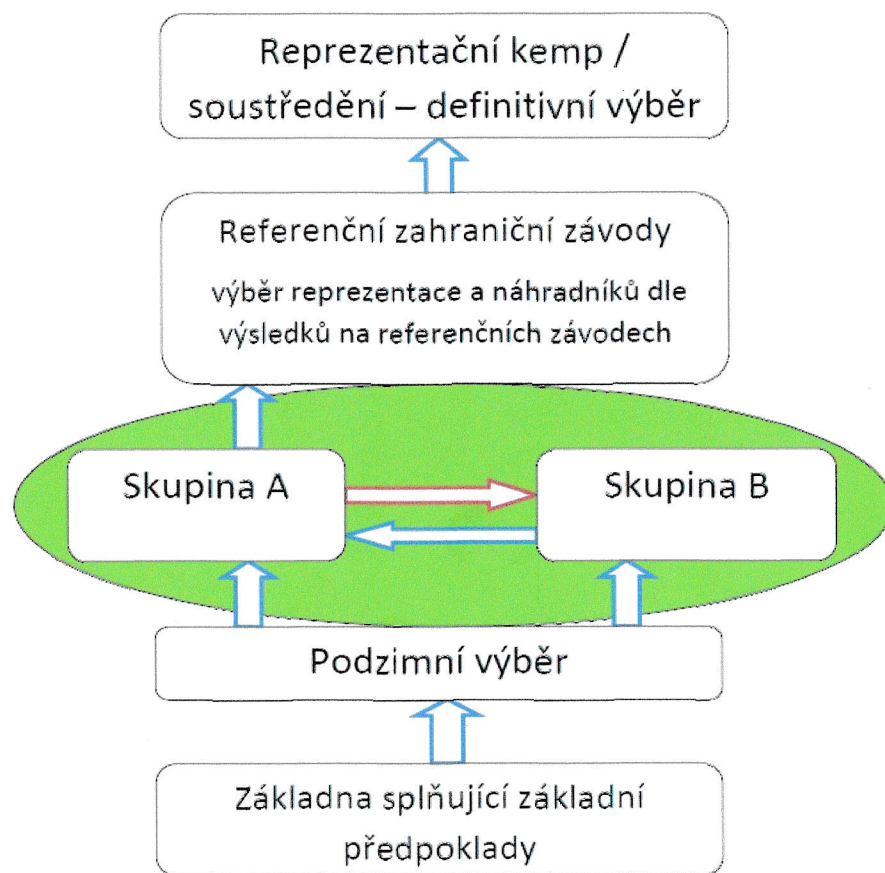 Reprezentační kemp /
soustředění – definitivní výběr
Referenční zahraniční závody
výběr reprezentace a náhradníků dle
výsledků na referenčních závodech
Skupina A
Skupina B
Podzimní výběr
Základna splňující základní
předpoklady